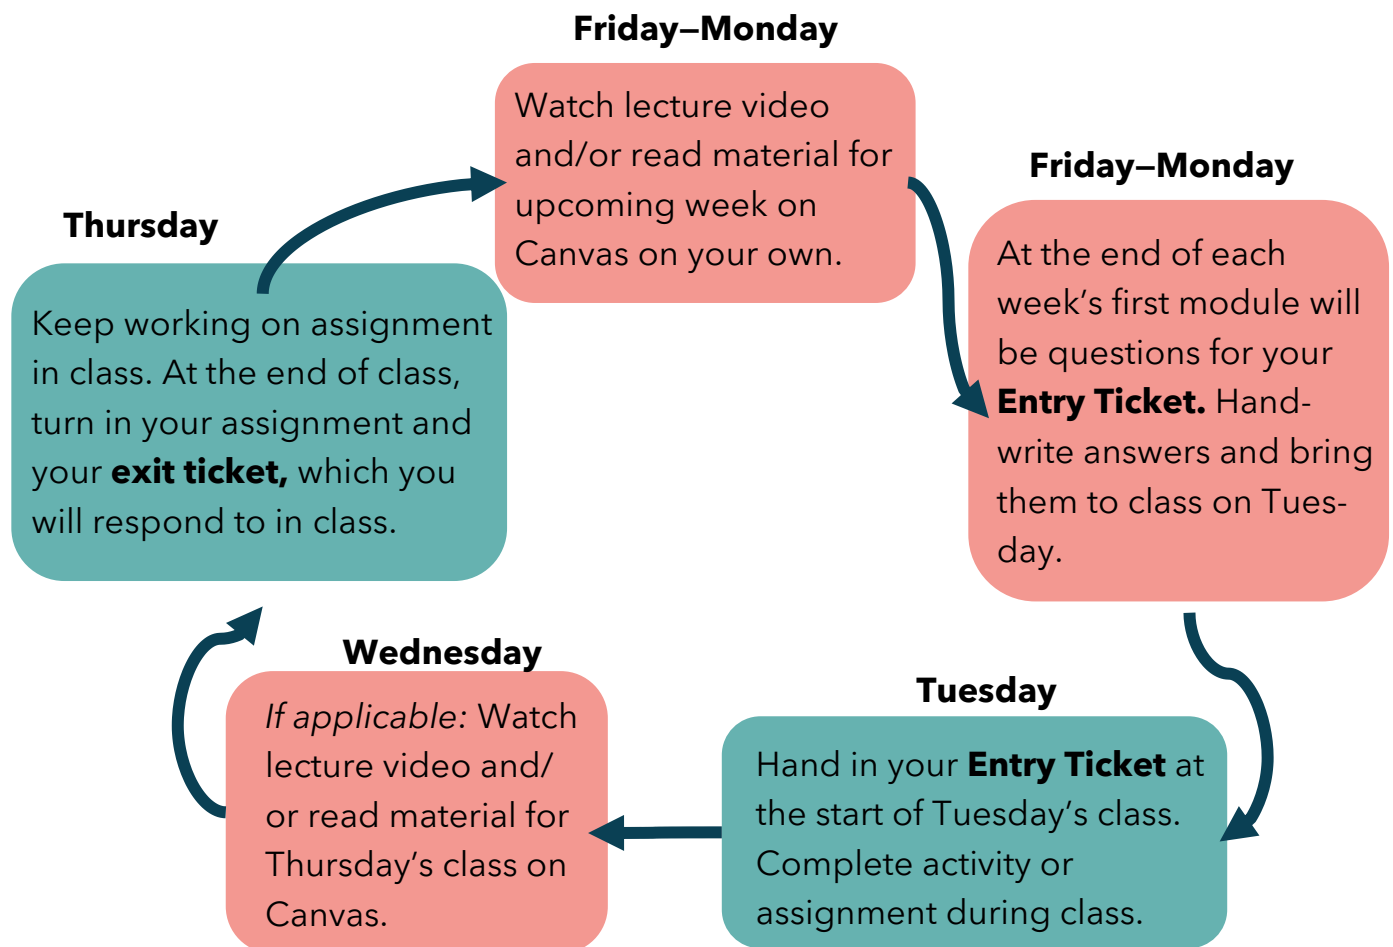 Friday–Monday
Watch lecture video
and/or read material for
upcoming week on
Canvas on your own.
Friday–Monday
At the end of each
week’s first module will
be questions for your
Entry Ticket. Hand-
write answers and bring
them to class on Tues-
day.
Tuesday
Hand in your Entry Ticket at
the start of Tuesday’s class.
Complete activity or
assignment during class.
Wednesday
If applicable: Watch
lecture video and/
or read material for
Thursday’s class on
Canvas.
Thursday
Keep working on assignment
in class. At the end of class,
turn in your assignment and
your exit ticket, which you
will respond to in class.